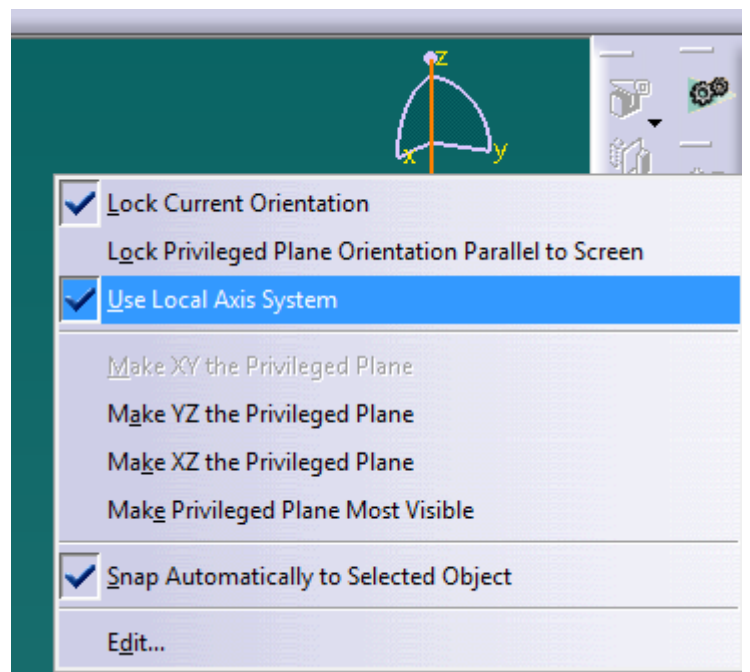 z
x
y
Lock Current Orientation
Lock Privileged Plane Orientation Parallel to Screen
Use Local Axis System
Make XY the Privileged Plane
Make YZ the Privileged Plane
Make XZ the Privileged Plane
Make Privileged Plane Most Visible
Snap Automatically to Selected Object
Edit...